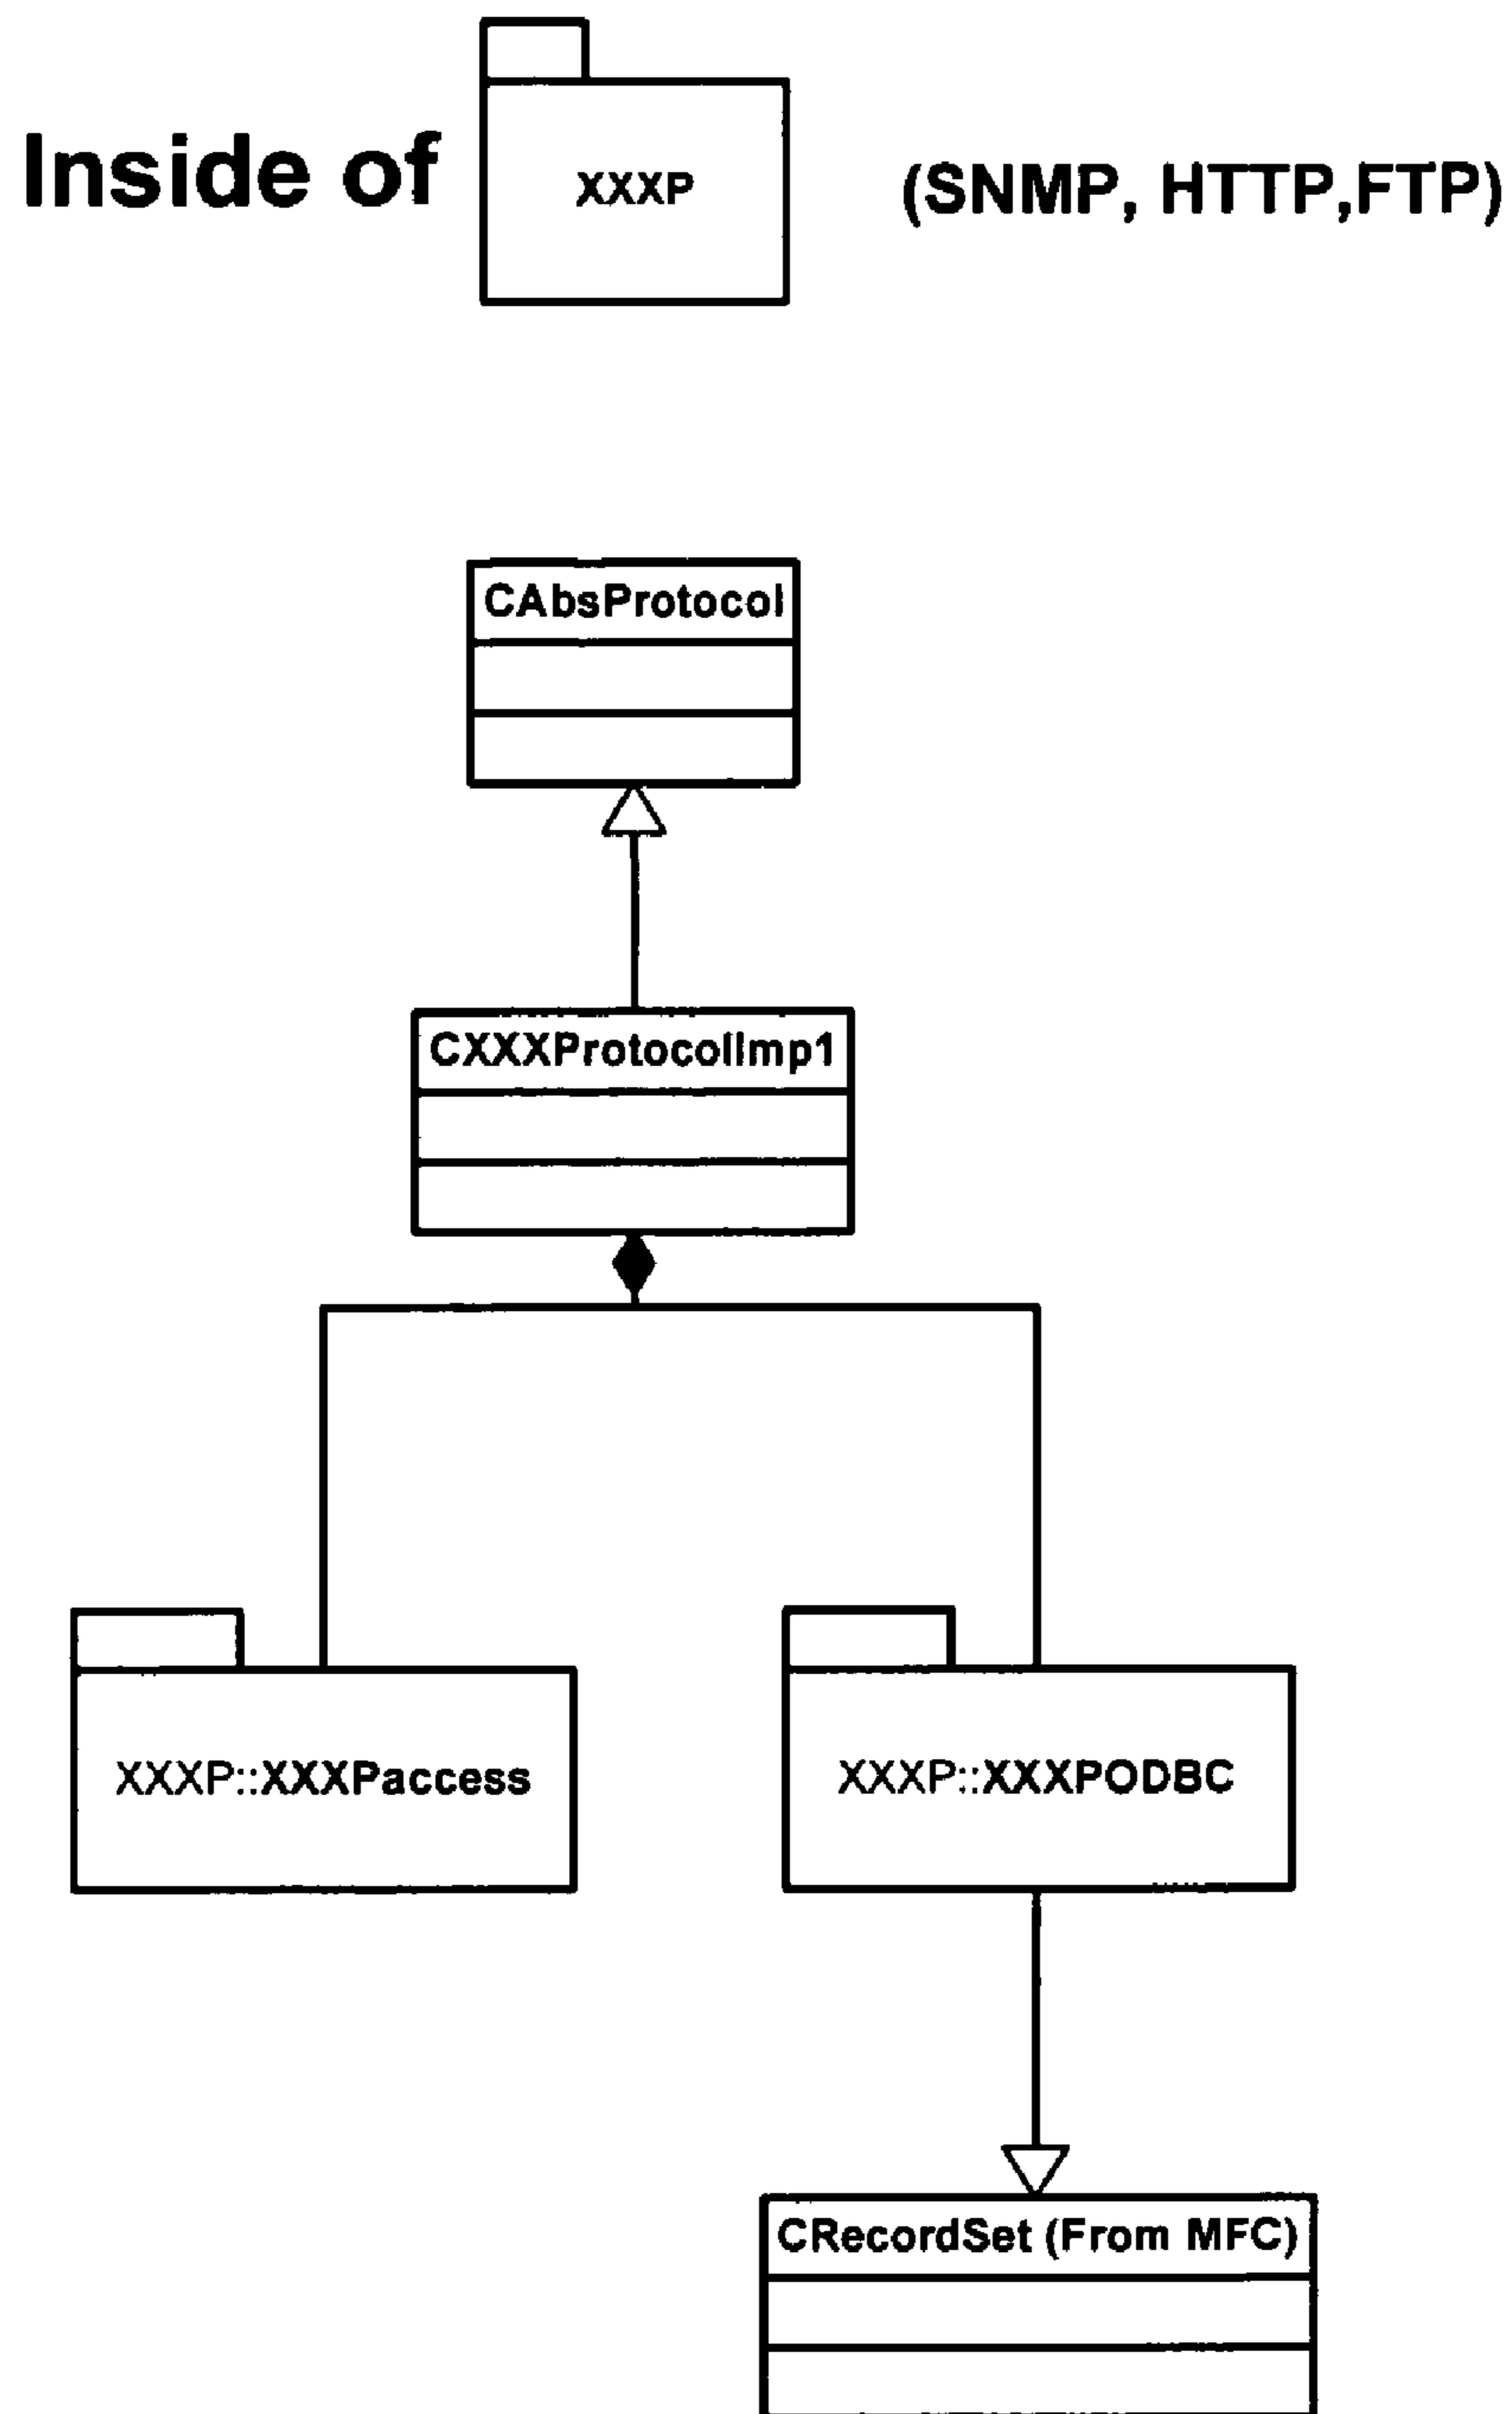 Inside of
XXXP
(SNMP, HTTP,FTP)
CAbsProtocol
CXXXProtocolImp1
XXXP::XXXPaccess
XXXP::XXXPODBC
CRecordSet (From MFC)